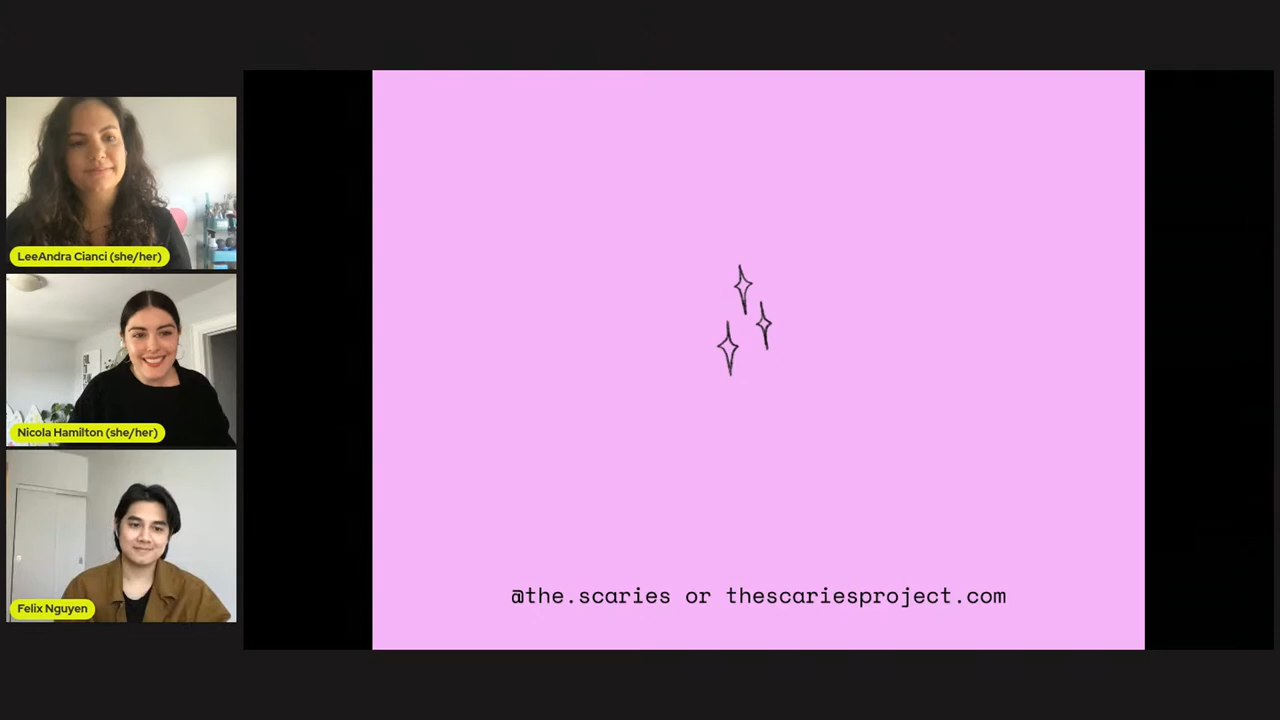 LeeAndra Cianci (she/her)
Nicola Hamilton (she/her)
Felix Nguyen
@the.scaries or thescariesproject.com